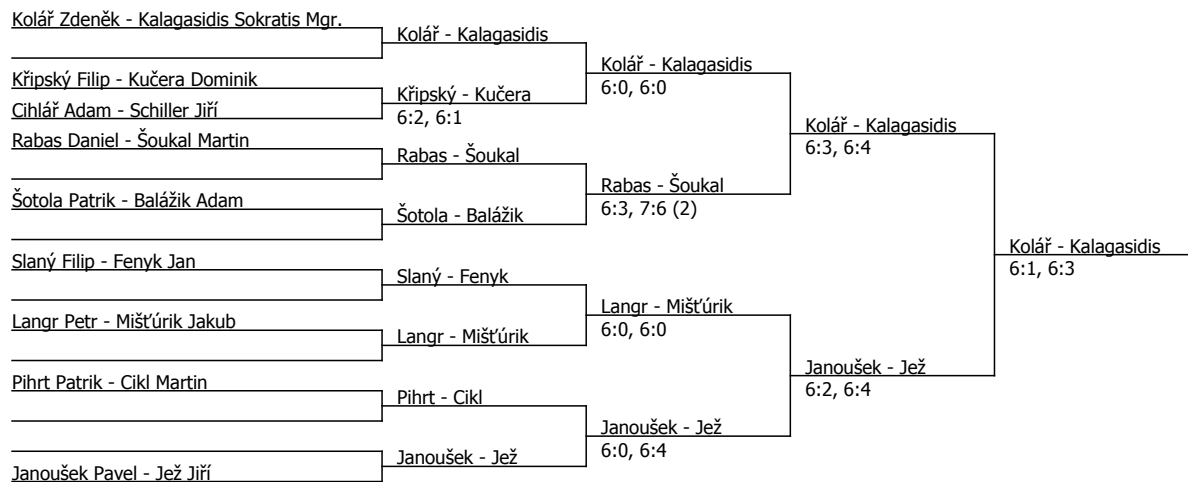 Kolář Zdeněk - Kalagasidis Sokratis Mgr.
Kolář - Kalagasidis
Kolář - Kalagasidis
6:0, 6:0
Křipský Filip - Kučera Dominik
Křipský - Kučera
6:2, 6:1
Cihlář Adam - Schiller Jiří
Kolář - Kalagasidis
6:3, 6:4
Rabas Daniel - Šoukal Martin
Rabas - Šoukal
Rabas - Šoukal
6:3, 7:6 (2)
Šotola Patrik - Balážik Adam
Šotola - Balážik
Kolář - Kalagasidis
6:1, 6:3
Slaný Filip - Fenyk Jan
Slaný - Fenyk
Langr - Mišťúrik
6:0, 6:0
Langr Petr - Mišťúrik Jakub
Langr - Mišťúrik
Janoušek - Jež
6:2, 6:4
Pihrt Patrik - Cikl Martin
Pihrt - Cikl
Janoušek - Jež
6:0, 6:4
Janoušek - Jež
Janoušek Pavel - Jež Jiří